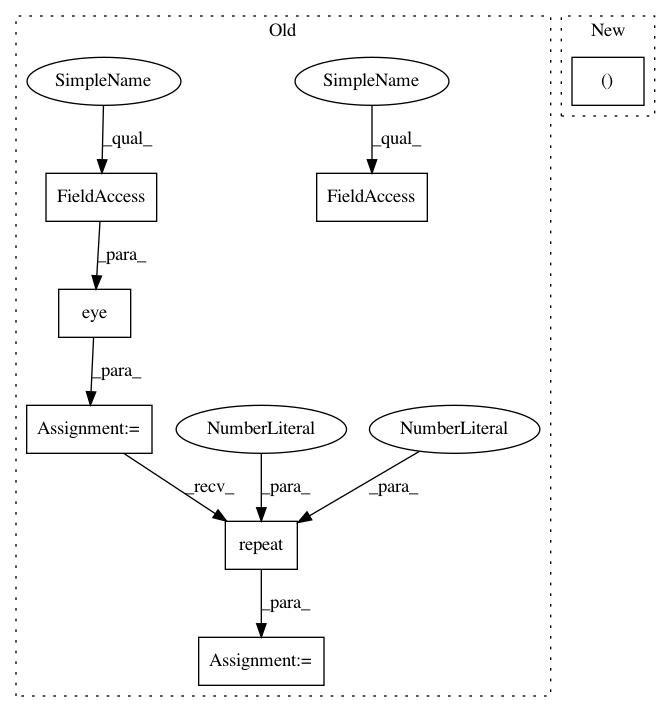 Old
New
SimpleName
SimpleName
()
_qual_
_qual_
FieldAccess
FieldAccess
_para_
eye
_para_
Assignment:=
NumberLiteral
NumberLiteral
_recv_
_para_
_para_
repeat
_para_
Assignment:=